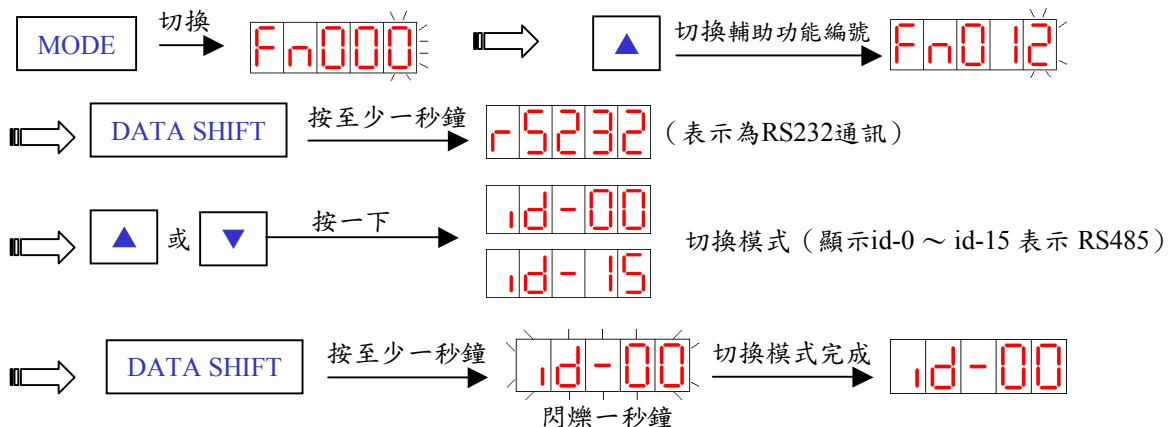 MODE 切換 Fn000 ▲ 切換輔助功能編號 Fn012
DATA SHIFT 按至少一秒鐘 rS232 (表示為RS232通訊)
▲ 或 ▼ 按一下 id-00 切換模式(顯示id-0 ～ id-15 表示 RS485)
id-15
DATA SHIFT 按至少一秒鐘 id-00 切換模式完成 id-00
閃爍一秒鐘